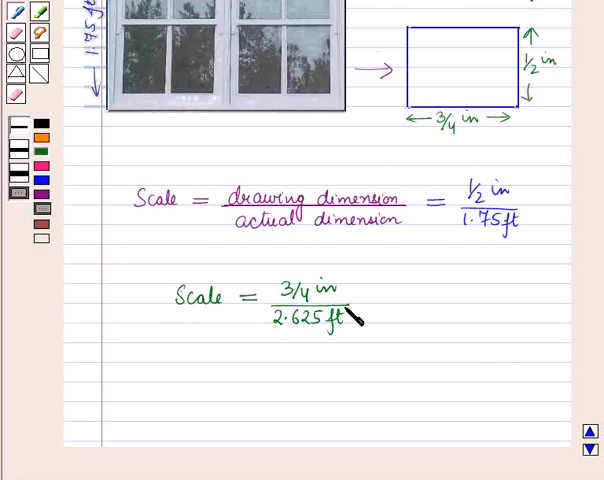 1.75 ft
1/2 in
3/4 in
Scale = drawing dimension / actual dimension = 1/2 in / 1.75 ft
Scale = 3/4 in / 2.625 ft